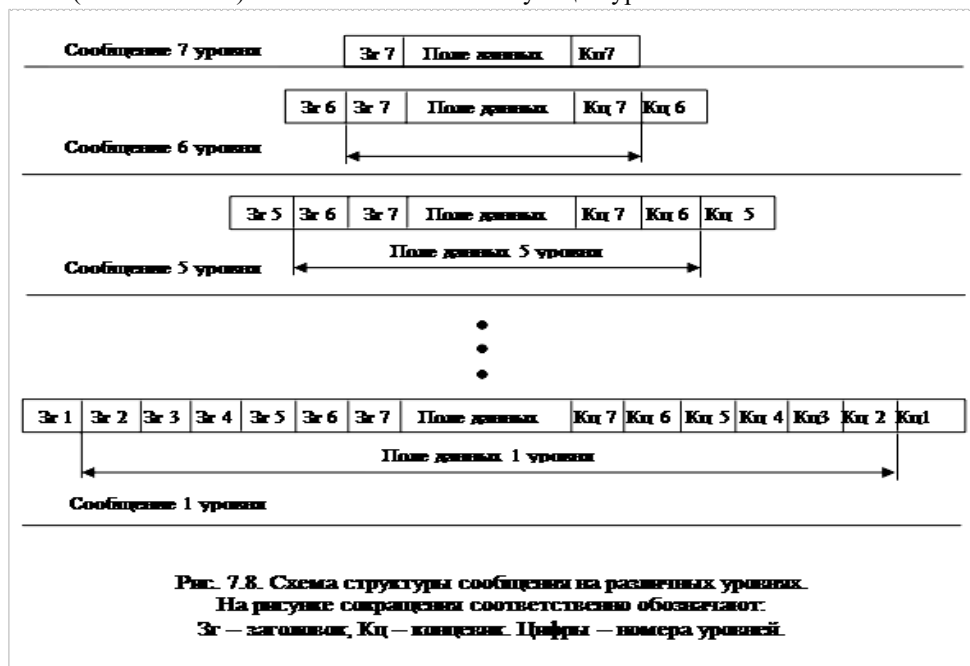 Сообщение 7 уровня
Зг 7 Поле данных Кц7
Зг 6 Зг 7 Поле данных Кц 7 Кц 6
Сообщение 6 уровня
Зг 5 Зг 6 Зг 7 Поле данных Кц 7 Кц 6 Кц 5
Поле данных 5 уровня
Сообщение 5 уровня
Зг 1 Зг 2 Зг 3 Зг 4 Зг 5 Зг 6 Зг 7 Поле данных Кц 7 Кц 6 Кц 5 Кц 4 Кц3 Кц 2 Кц1
Поле данных 1 уровня
Сообщение 1 уровня
Рис. 7.8. Схема структуры сообщения на различных уровнях.
На рисунке сокращения соответственно обозначают:
Зг – заголовок, Кц – концевик. Цифры – номера уровней.